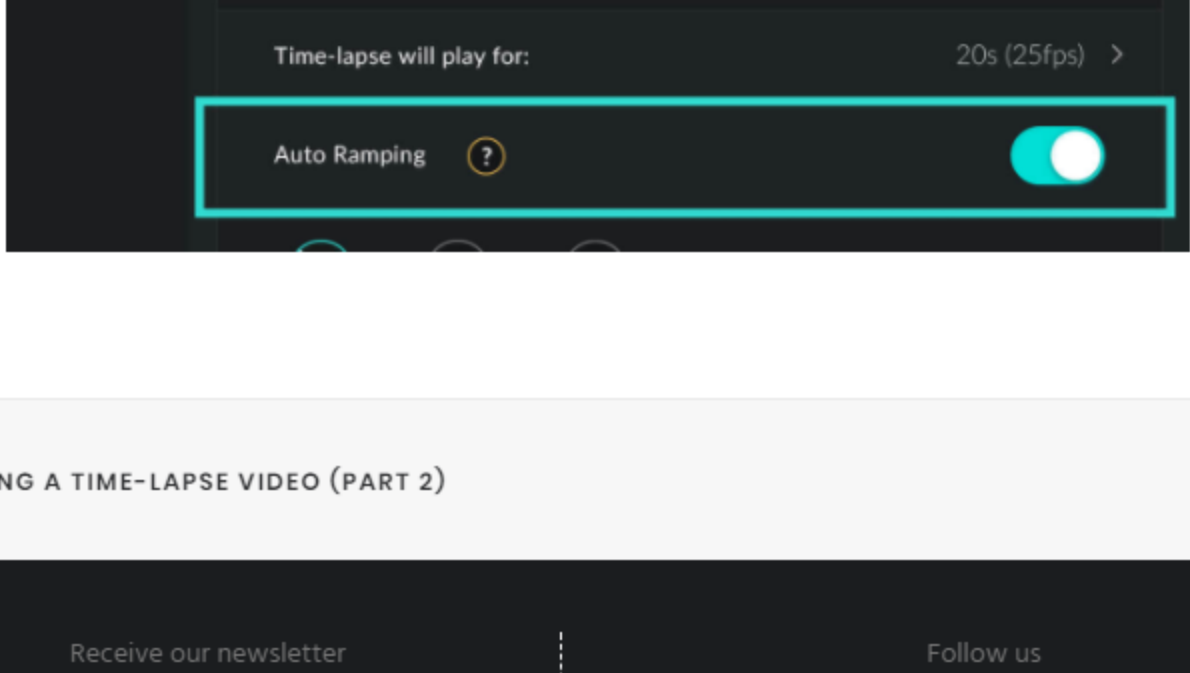 Time-lapse will play for: 20s (25fps) >
Auto Ramping ?
NG A TIME-LAPSE VIDEO (PART 2)
Receive our newsletter
Follow us